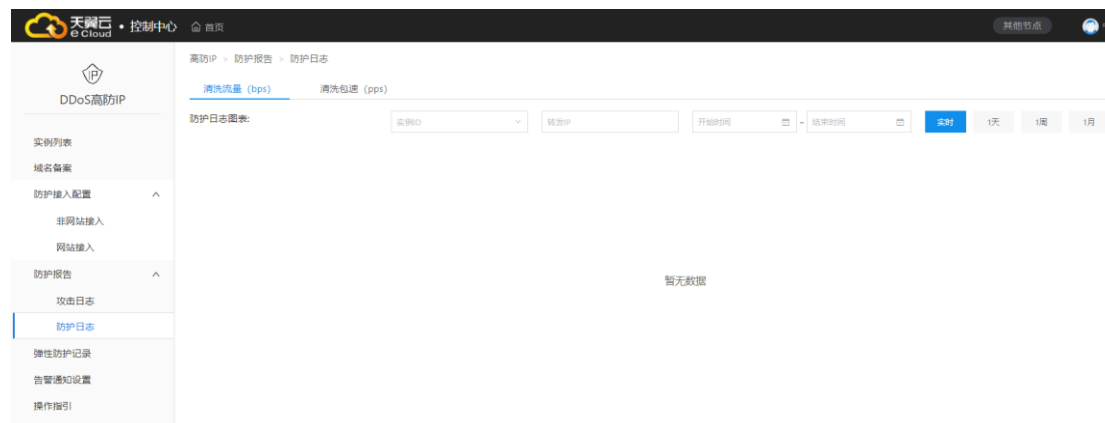 天翼云 e Cloud • 控制中心 首页 其他节点
IP
DDoS高防IP
实例列表
域名备案
防护接入配置
非网站接入
网站接入
防护报告
攻击日志
防护日志
弹性防护记录
告警通知设置
操作指引
高防IP > 防护报告 > 防护日志
清洗流量 (bps) 清洗包速 (pps)
防护日志图表: 实例ID 转发IP 开始时间 ~ 结束时间 实时 1天 1周 1月
暂无数据